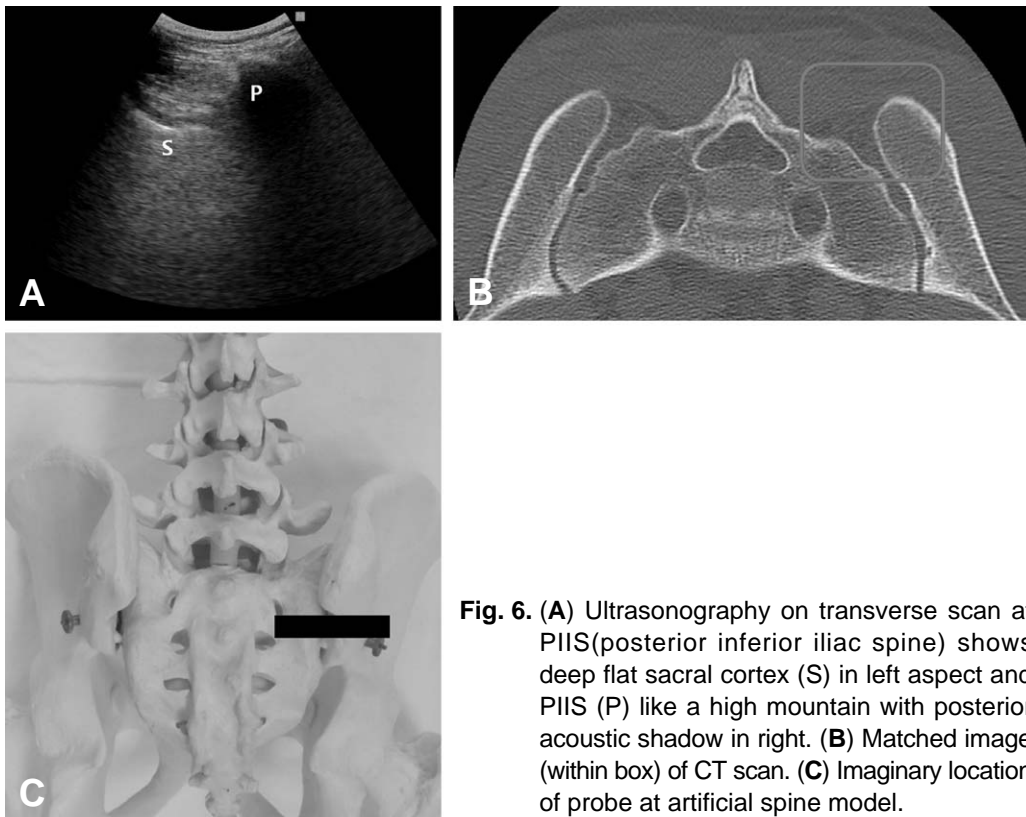 P
S
A
B
C
Fig. 6. (A) Ultrasonography on transverse scan at
PIIS(posterior inferior iliac spine) shows
deep flat sacral cortex (S) in left aspect and
PIIS (P) like a high mountain with posterior
acoustic shadow in right. (B) Matched image
(within box) of CT scan. (C) Imaginary location
of probe at artificial spine model.